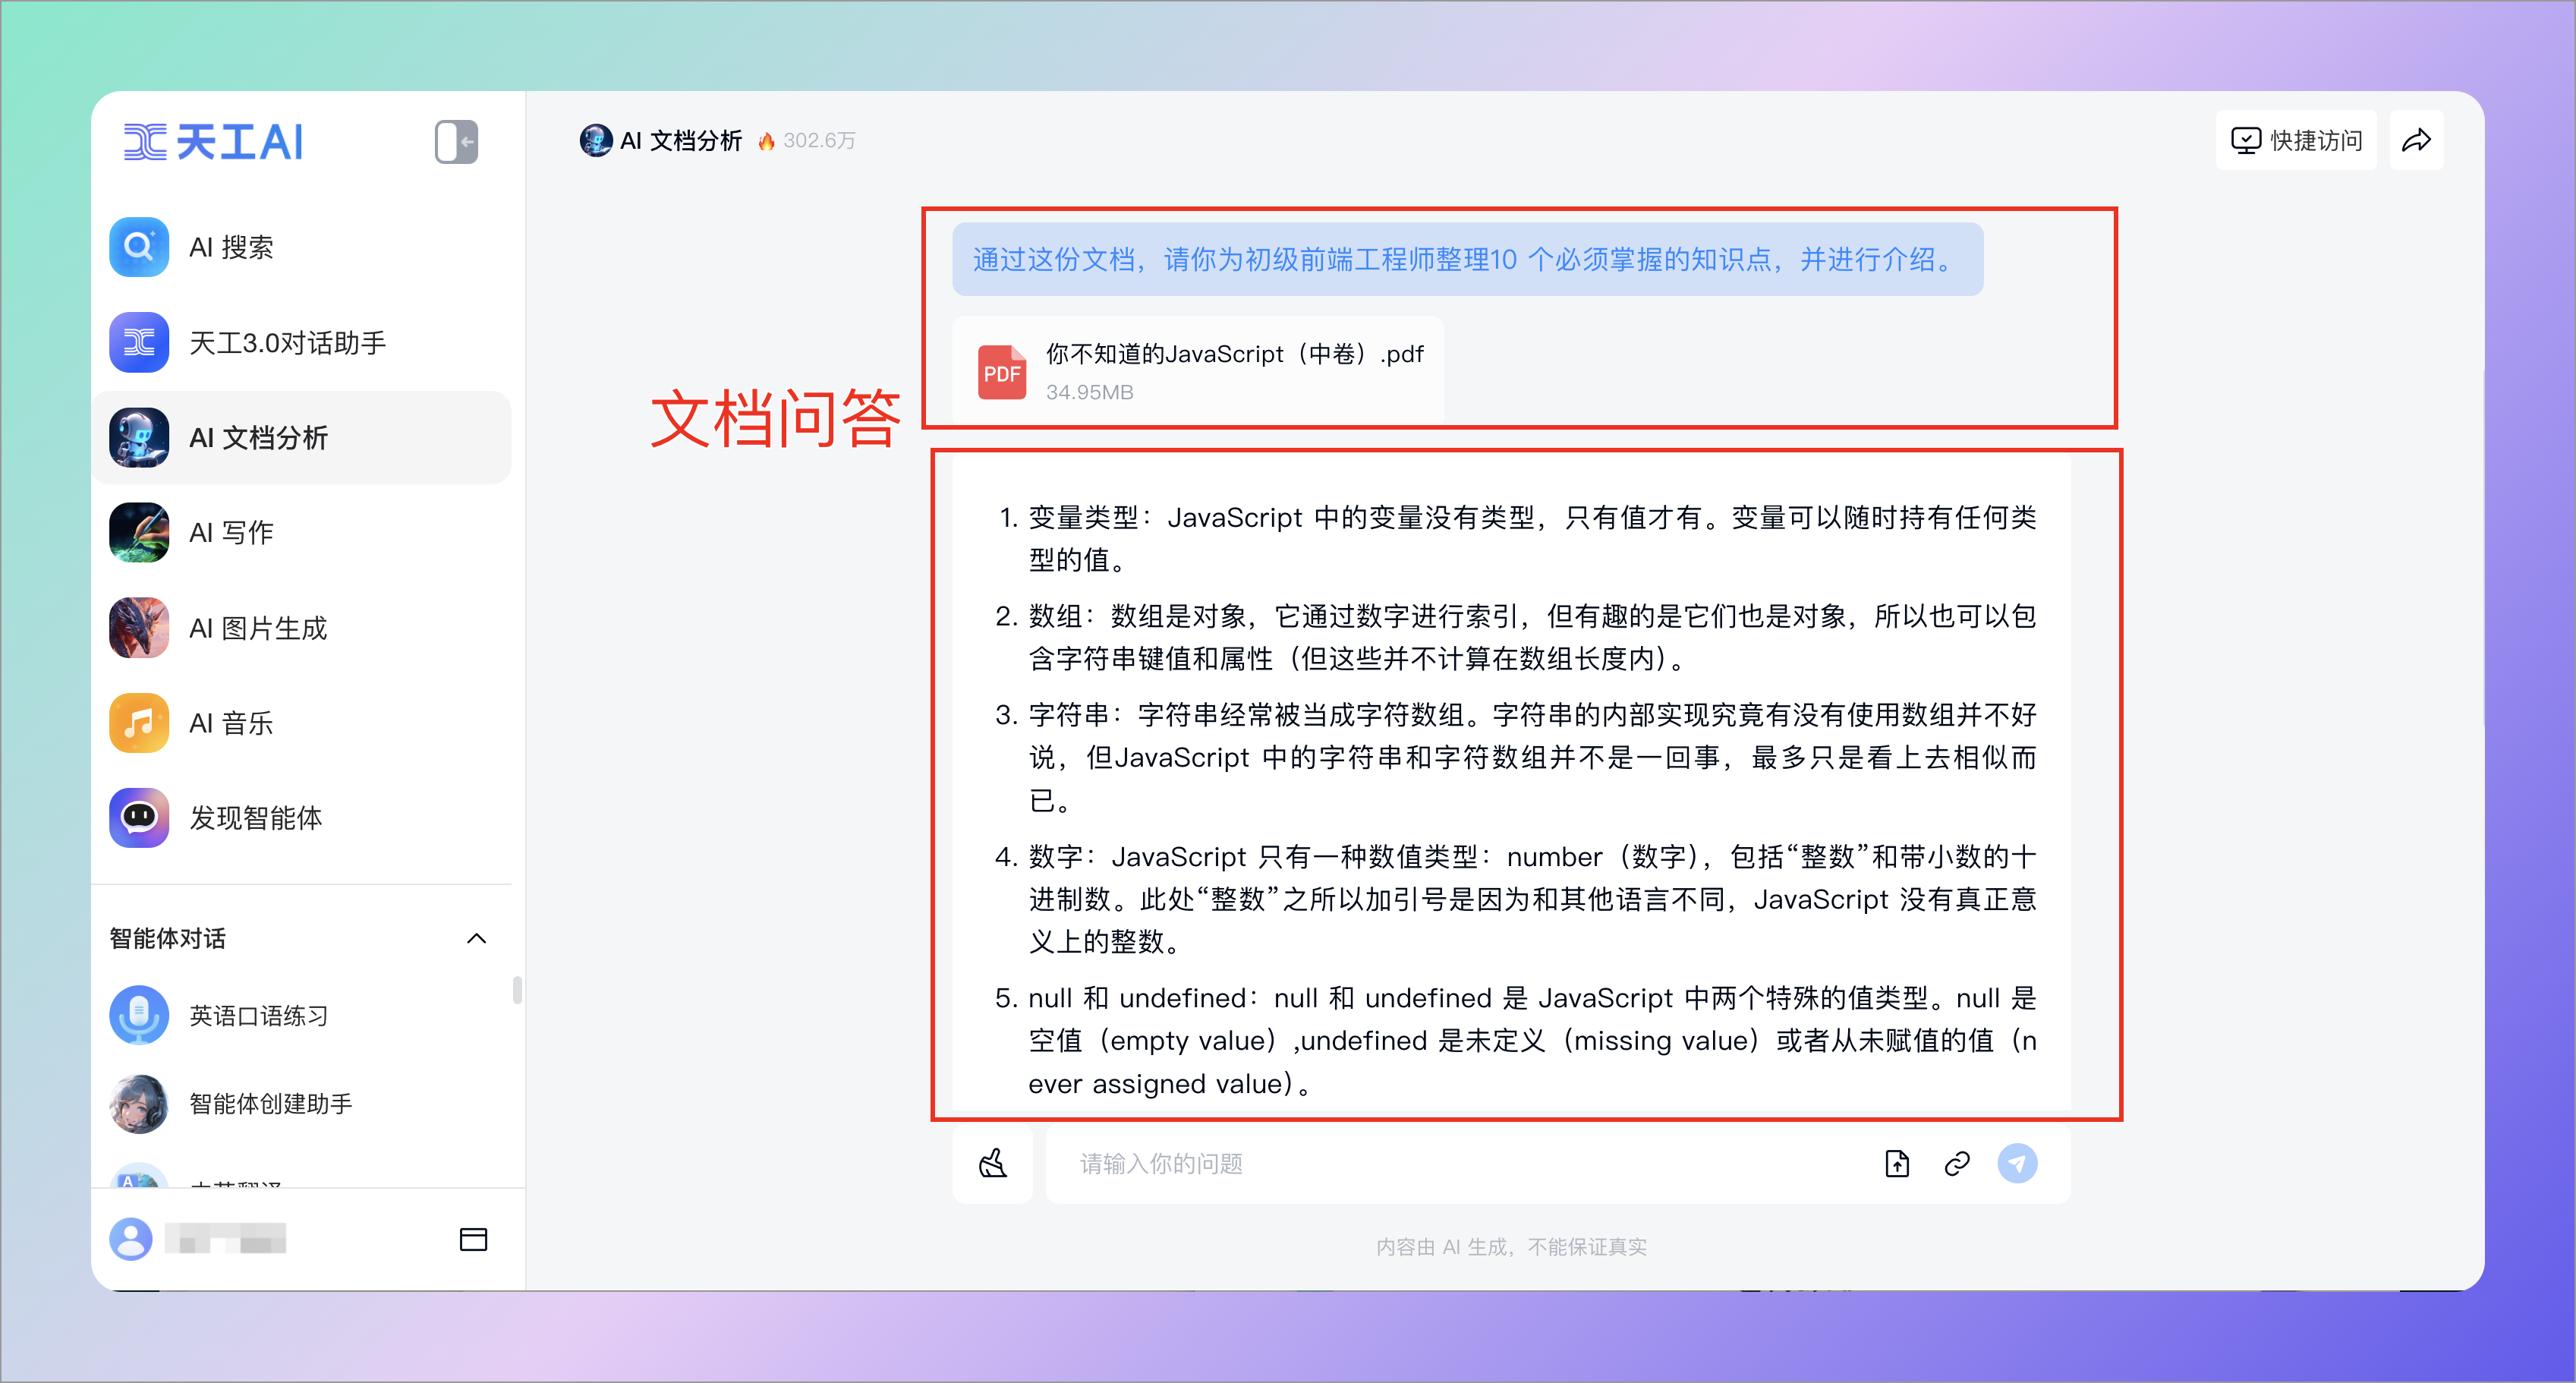 天工AI
AI 搜索
天工3.0对话助手
AI 文档分析
AI 写作
AI 图片生成
AI 音乐
发现智能体
智能体对话
英语口语练习
智能体创建助手
AI 文档分析 302.6万
快捷访问
通过这份文档，请你为初级前端工程师整理10 个必须掌握的知识点，并进行介绍。
PDF
你不知道的JavaScript（中卷）.pdf
34.95MB
文档问答
1. 变量类型：JavaScript 中的变量没有类型，只有值才有。变量可以随时持有任何类
型的值。
2. 数组：数组是对象，它通过数字进行索引，但有趣的是它们也是对象，所以也可以包
含字符串键值和属性（但这些并不计算在数组长度内）。
3. 字符串：字符串经常被当成字符数组。字符串的内部实现究竟有没有使用数组并不好
说，但JavaScript 中的字符串和字符数组并不是一回事，最多只是看上去相似而
已。
4. 数字：JavaScript 只有一种数值类型：number（数字），包括“整数”和带小数的十
进制数。此处“整数”之所以加引号是因为和其他语言不同，JavaScript 没有真正意
义上的整数。
5. null 和 undefined：null 和 undefined 是 JavaScript 中两个特殊的值类型。null 是
空值（empty value）,undefined 是未定义（missing value）或者从未赋值的值（n
ever assigned value）。
请输入你的问题
内容由 AI 生成，不能保证真实